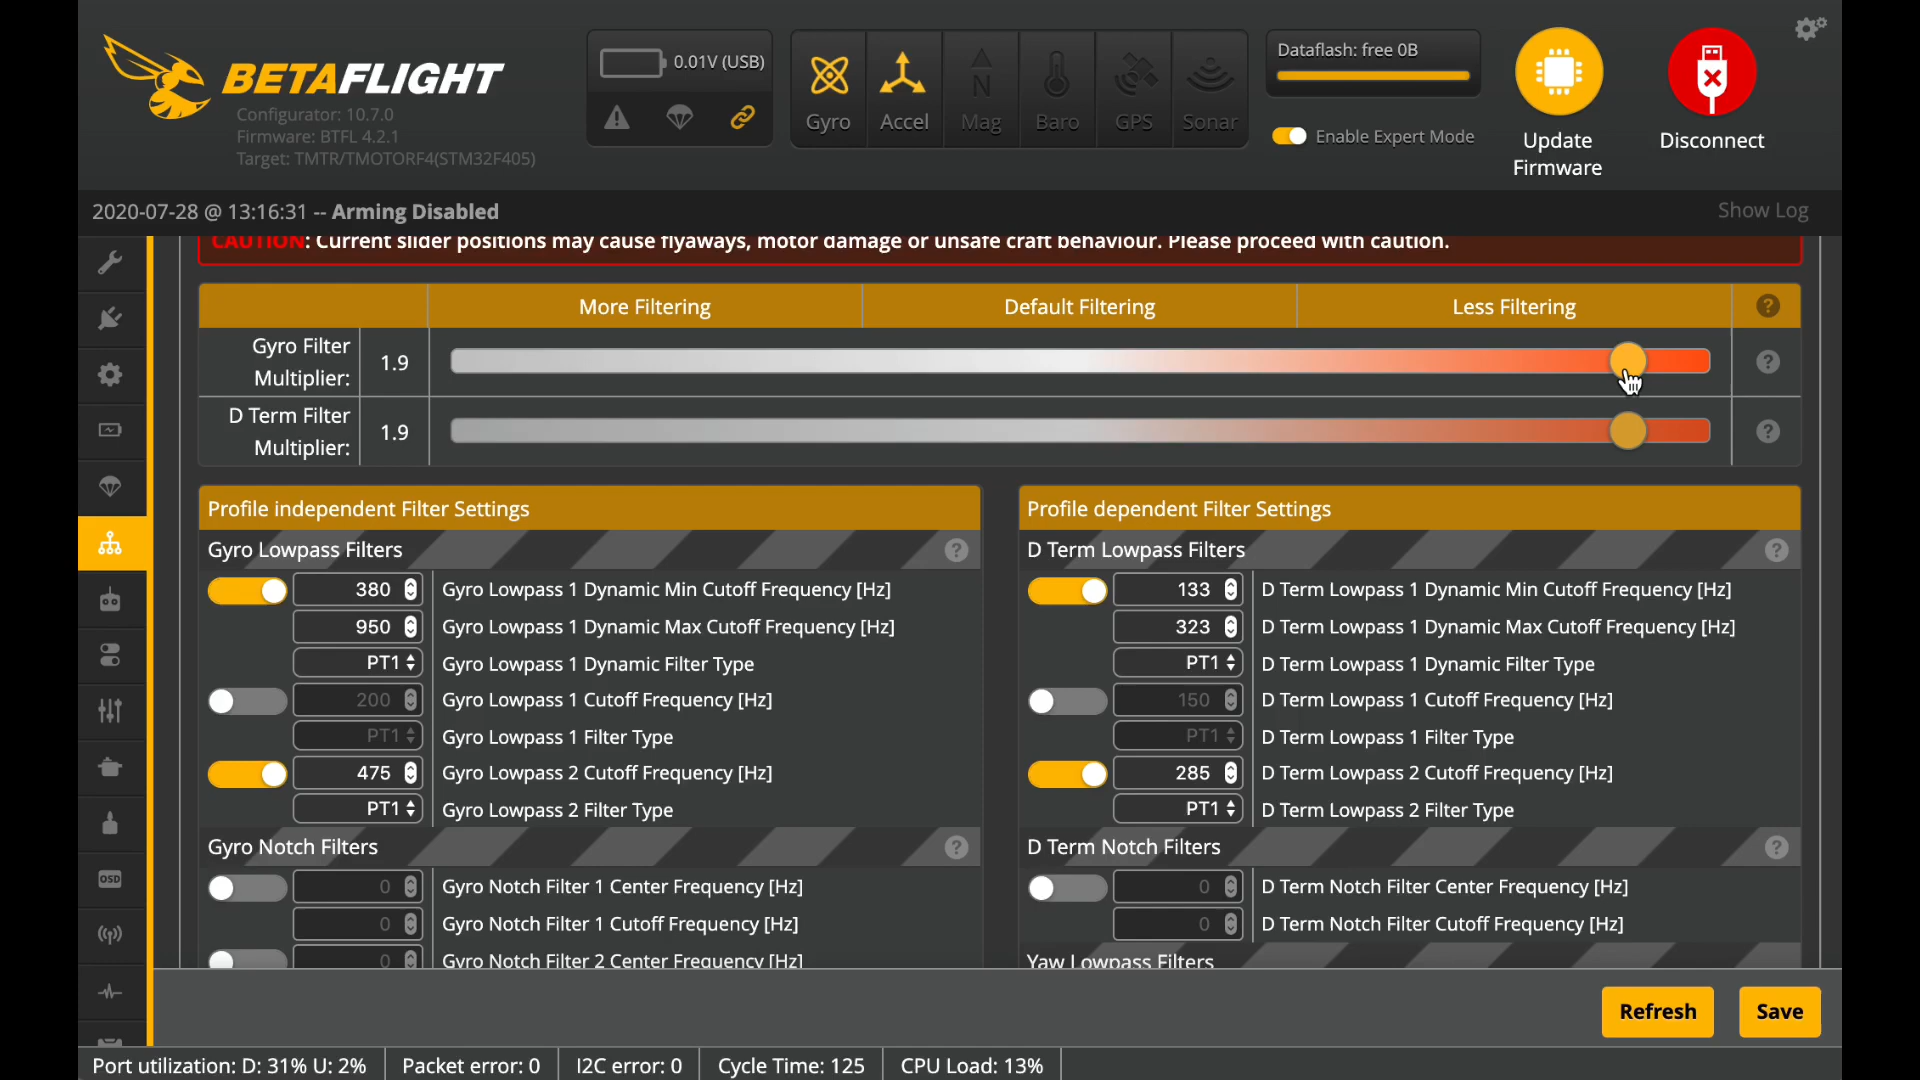 BETAFLIGHT
Configurator: 10.7.0
Firmware: BTFL 4.2.1
Target: TMTR/TMOTORF4(STM32F405)
0.01V (USB)
Gyro
Accel
Mag
Baro
GPS
Sonar
Dataflash: free 0B
Enable Expert Mode
Update
Firmware
Disconnect
2020-07-28 @ 13:16:31 -- Arming Disabled
Show Log
CAUTION: Current slider positions may cause flyaways, motor damage or unsafe craft behaviour. Please proceed with caution.
More Filtering
Default Filtering
Less Filtering
?
Gyro Filter
Multiplier:
1.9
?
D Term Filter
Multiplier:
1.9
?
Profile independent Filter Settings
Gyro Lowpass Filters
?
380 Gyro Lowpass 1 Dynamic Min Cutoff Frequency [Hz]
950 Gyro Lowpass 1 Dynamic Max Cutoff Frequency [Hz]
PT1 Gyro Lowpass 1 Dynamic Filter Type
200 Gyro Lowpass 1 Cutoff Frequency [Hz]
PT1 Gyro Lowpass 1 Filter Type
475 Gyro Lowpass 2 Cutoff Frequency [Hz]
PT1 Gyro Lowpass 2 Filter Type
Gyro Notch Filters
?
0 Gyro Notch Filter 1 Center Frequency [Hz]
0 Gyro Notch Filter 1 Cutoff Frequency [Hz]
0 Gyro Notch Filter 2 Center Frequency [Hz]
Profile dependent Filter Settings
D Term Lowpass Filters
?
133 D Term Lowpass 1 Dynamic Min Cutoff Frequency [Hz]
323 D Term Lowpass 1 Dynamic Max Cutoff Frequency [Hz]
PT1 D Term Lowpass 1 Dynamic Filter Type
150 D Term Lowpass 1 Cutoff Frequency [Hz]
PT1 D Term Lowpass 1 Filter Type
285 D Term Lowpass 2 Cutoff Frequency [Hz]
PT1 D Term Lowpass 2 Filter Type
D Term Notch Filters
?
0 D Term Notch Filter Center Frequency [Hz]
0 D Term Notch Filter Cutoff Frequency [Hz]
Yaw Lowpass Filters
OSD
Refresh
Save
Port utilization: D: 31% U: 2%
Packet error: 0
I2C error: 0
Cycle Time: 125
CPU Load: 13%